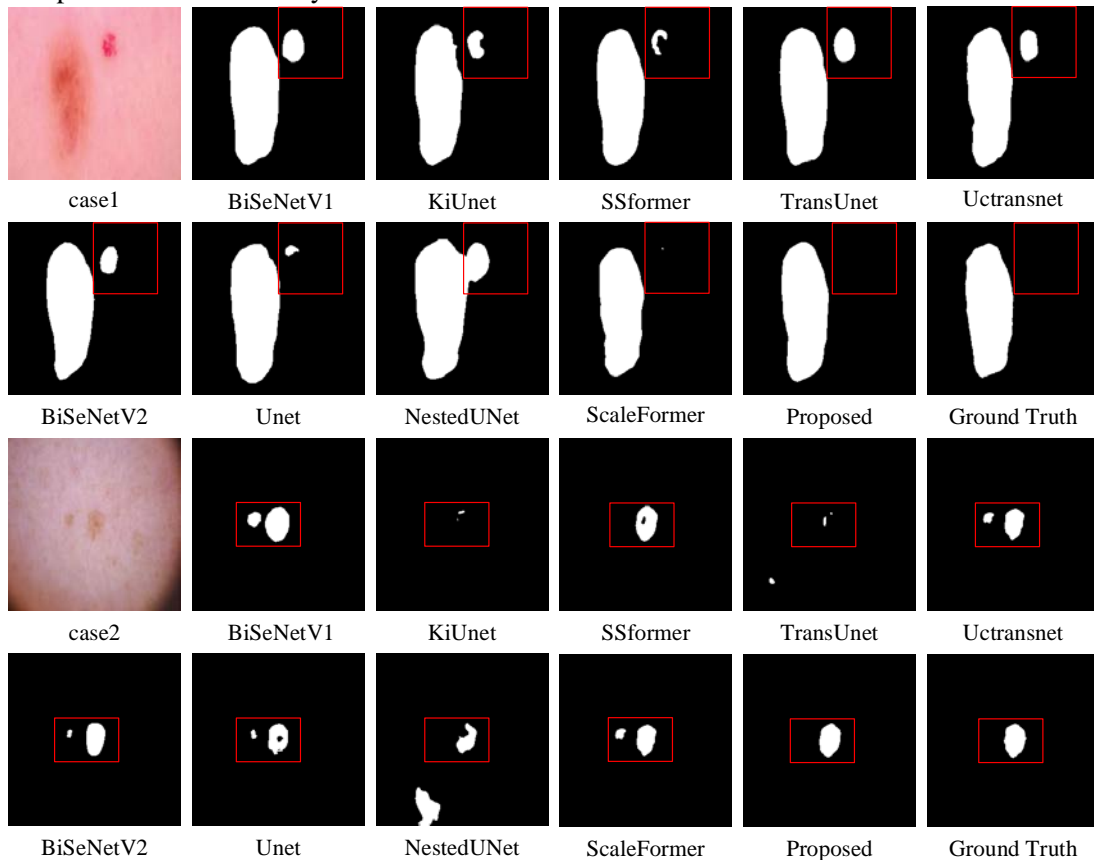 case1 BiSeNetV1 KiUnet SSformer TransUnet Uctransnet
BiSeNetV2 Unet NestedUNet ScaleFormer Proposed Ground Truth
case2 BiSeNetV1 KiUnet SSformer TransUnet Uctransnet
BiSeNetV2 Unet NestedUNet ScaleFormer Proposed Ground Truth